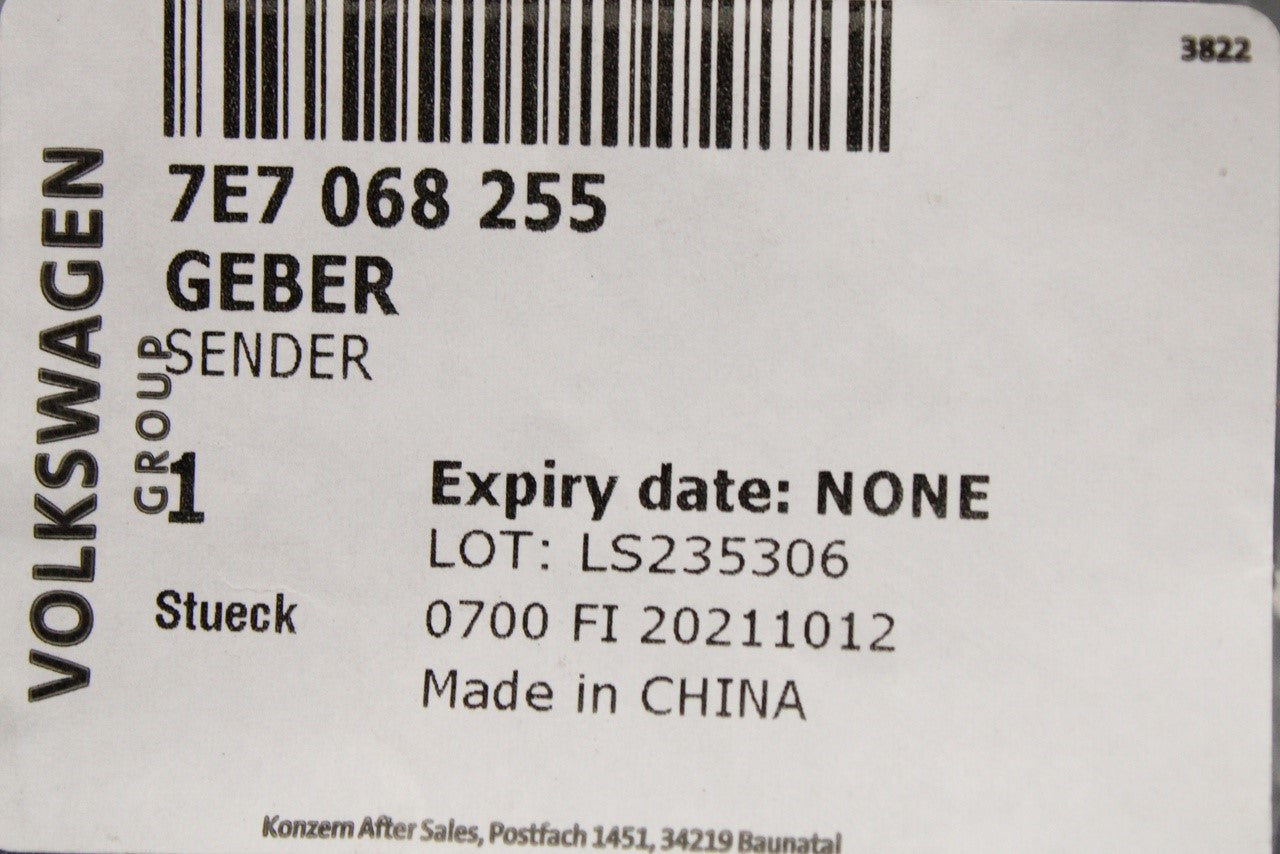 3822
7E7 068 255
GEBER
SENDER
VOLKSWAGEN
GROUP
1
Stueck
Expiry date: NONE
LOT: LS235306
0700 FI 20211012
Made in CHINA
Konzern After Sales, Postfach 1451, 34219 Baunatal